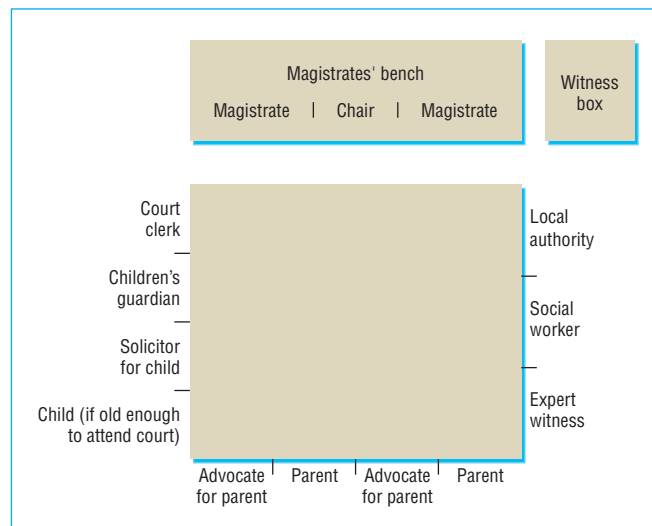 Magistrates' bench
Magistrate | Chair | Magistrate
Witness
box
Court
clerk
Children's
guardian
Solicitor
for child
Child (if old enough
to attend court)
Local
authority
Social
worker
Expert
witness
Advocate
for parent
Parent
Advocate
for parent
Parent